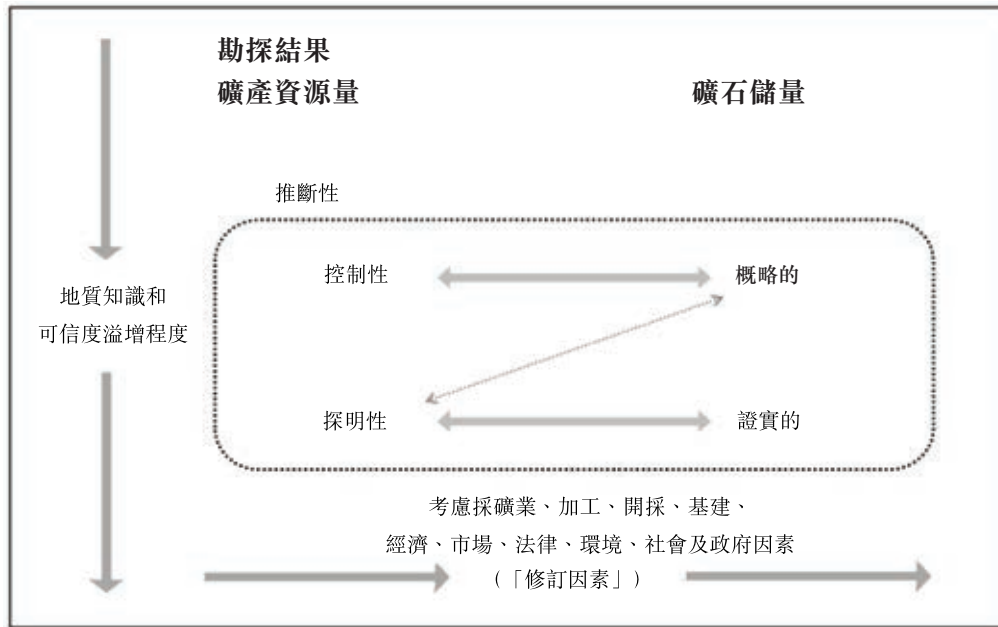 勘探結果
礦產資源量
礦石儲量
推斷性
控制性
概略的
地質知識和
可信度溢增程度
探明性
證實的
考慮採礦業、加工、開採、基建、
經濟、市場、法律、環境、社會及政府因素
(「修訂因素」)